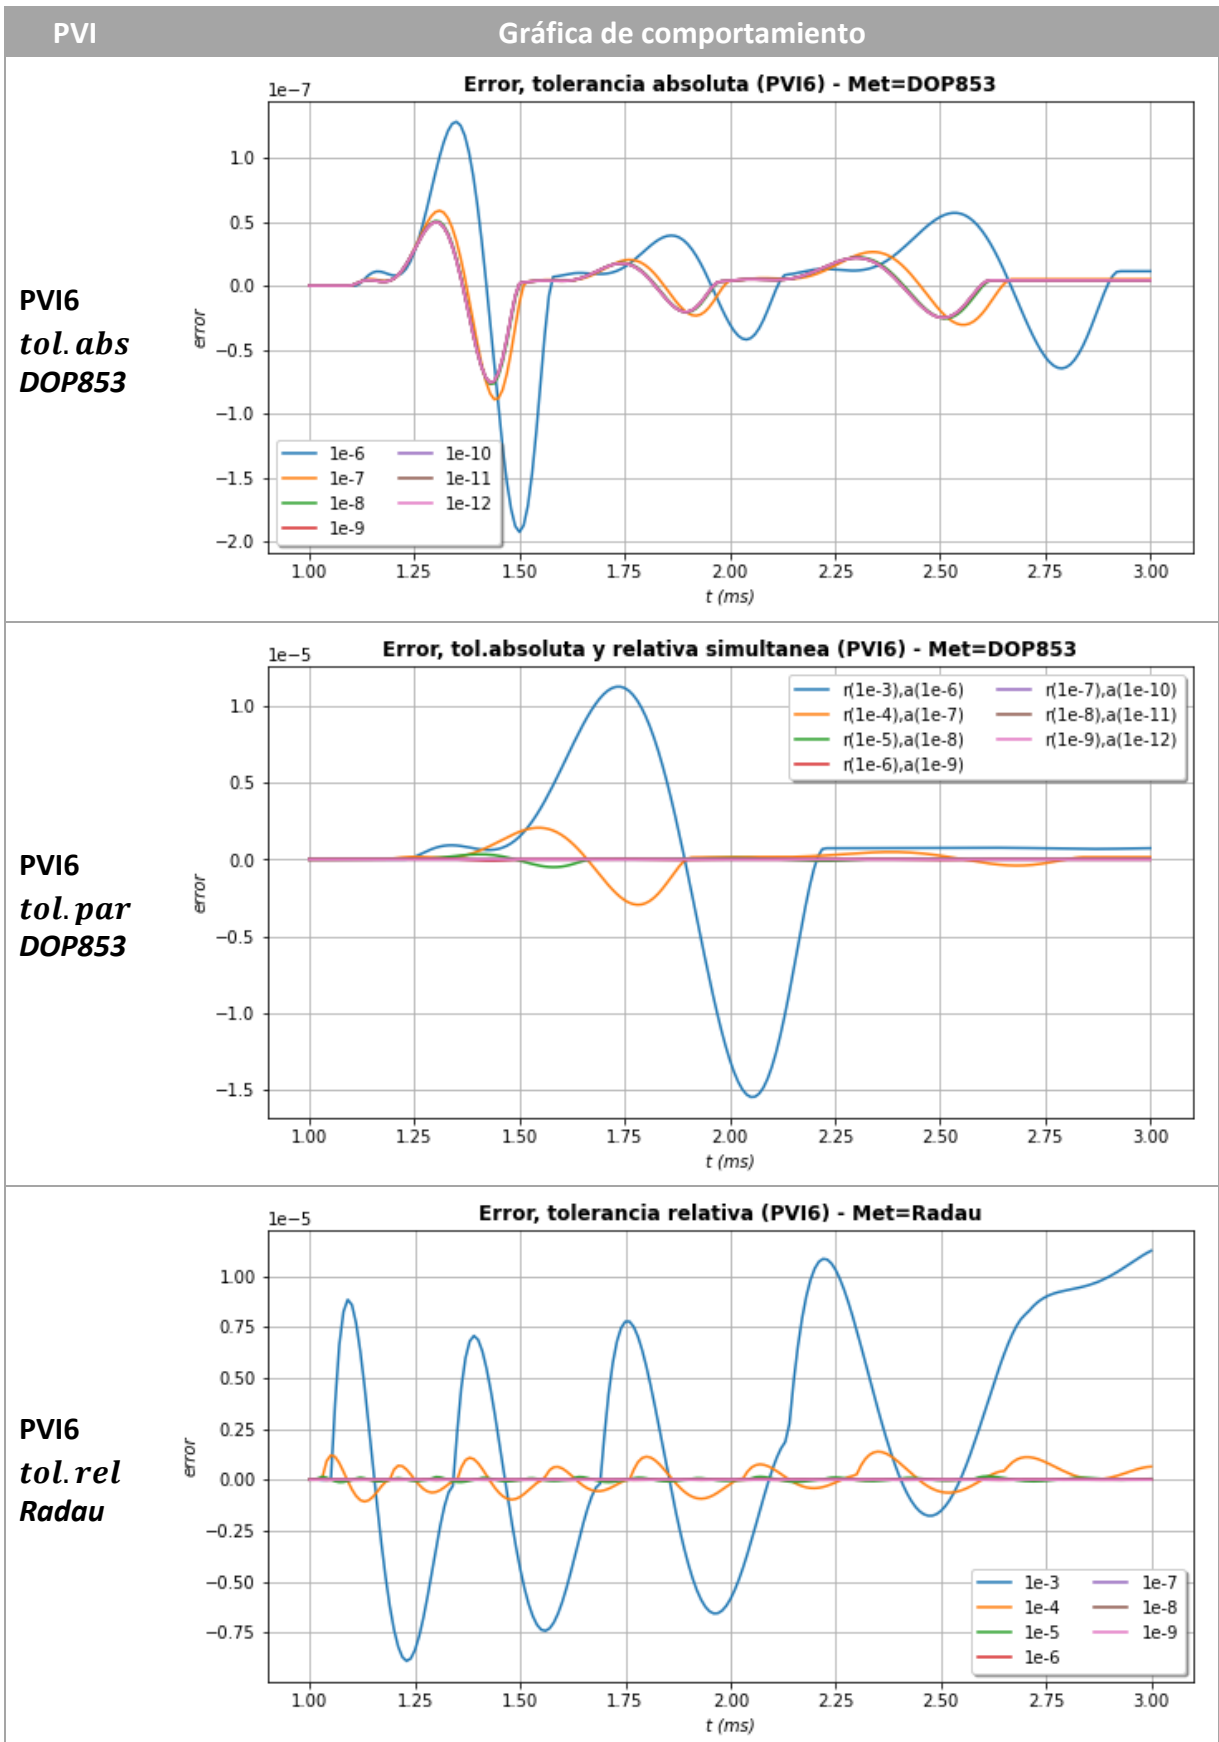 PVI Gráfica de comportamiento
Error, tolerancia absoluta (PVI6) - Met=DOP853
1e−7
1.0
0.5
0.0
−0.5
−1.0
−1.5
−2.0
error
PVI6
tol.abs
DOP853
1e-6 1e-10
1e-7 1e-11
1e-8 1e-12
1e-9
1.00 1.25 1.50 1.75 2.00 2.25 2.50 2.75 3.00
t (ms)
Error, tol.absoluta y relativa simultanea (PVI6) - Met=DOP853
1e−5
r(1e-3),a(1e-6) r(1e-7),a(1e-10)
r(1e-4),a(1e-7) r(1e-8),a(1e-11)
r(1e-5),a(1e-8) r(1e-9),a(1e-12)
r(1e-6),a(1e-9)
1.0
0.5
0.0
−0.5
−1.0
−1.5
error
PVI6
tol.par
DOP853
1.00 1.25 1.50 1.75 2.00 2.25 2.50 2.75 3.00
t (ms)
Error, tolerancia relativa (PVI6) - Met=Radau
1e−5
1.00
0.75
0.50
0.25
0.00
−0.25
−0.50
−0.75
error
PVI6
tol.rel
Radau
1e-3 1e-7
1e-4 1e-8
1e-5 1e-9
1e-6
1.00 1.25 1.50 1.75 2.00 2.25 2.50 2.75 3.00
t (ms)